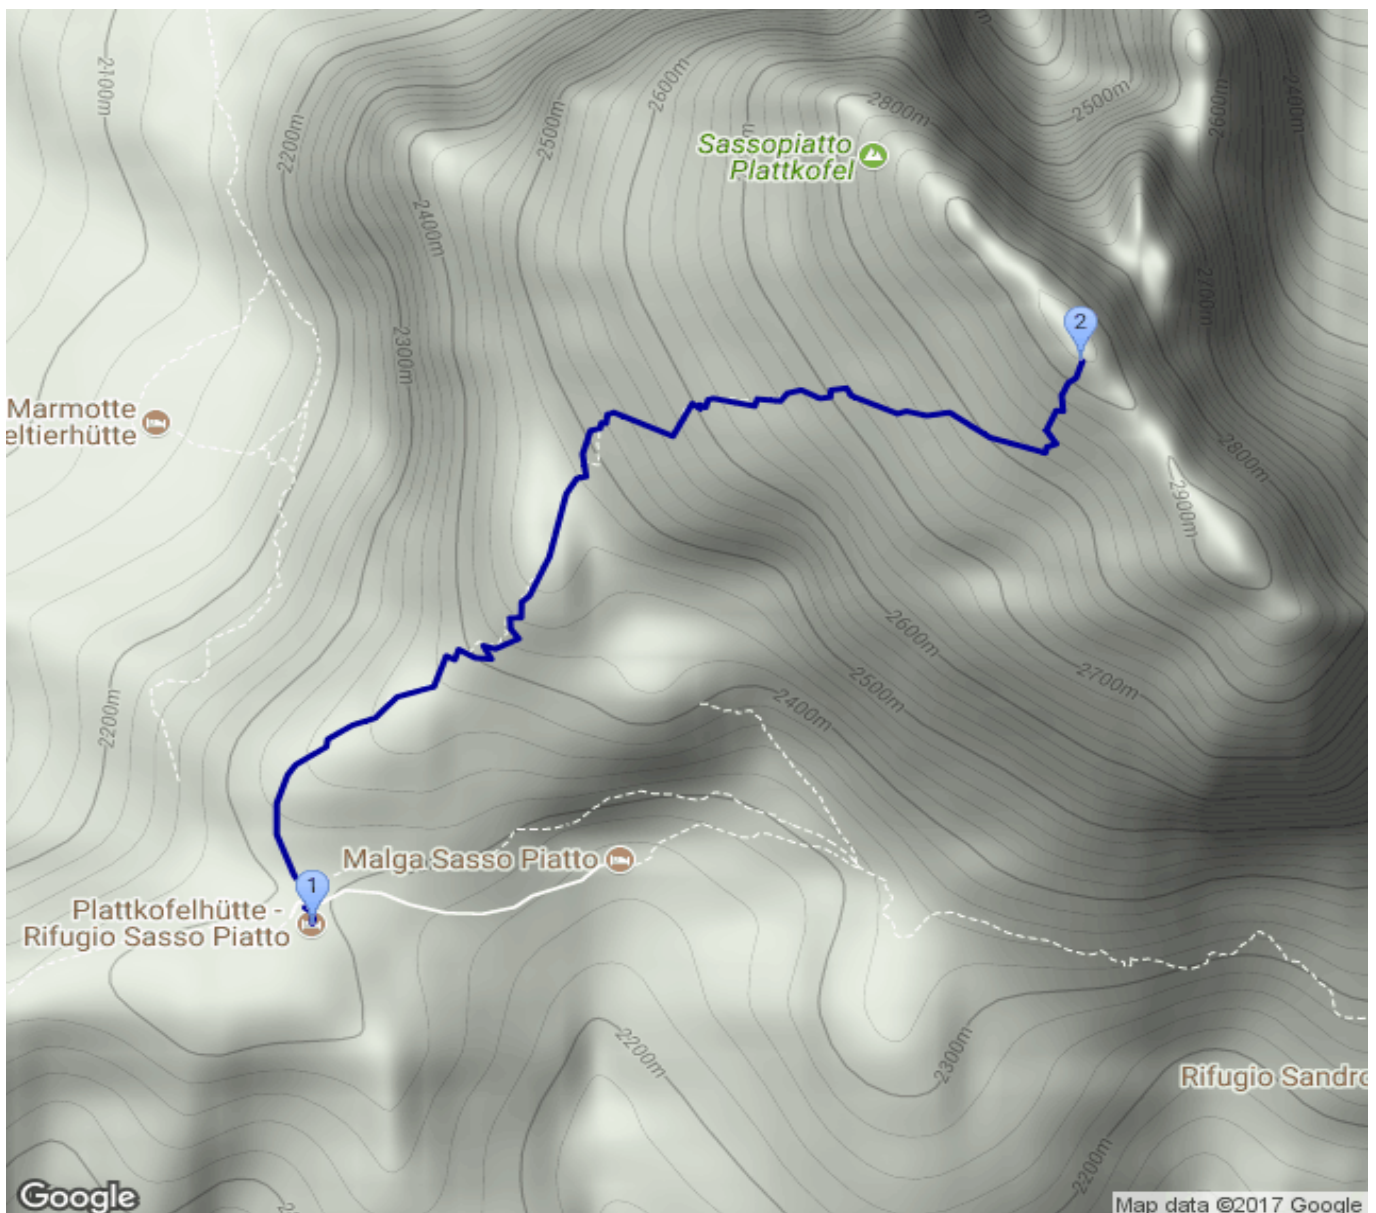 2100m
2200m
2500m
2600m
2800m
2500m
2600m
2400m
Sassopiatto
Plattkofel
m
2400m
2300m
2700m
2
Marmotte
eltierhütte
2800m
2900m
2200m
2600m
2500m
2700m
2400m
Malga Sasso Piatto
1
Plattkofelhütte -
Rifugio Sasso Piatto
2200m
2300m
Rifugio Sandro
2200m
22
Google
Map data ©2017 Google